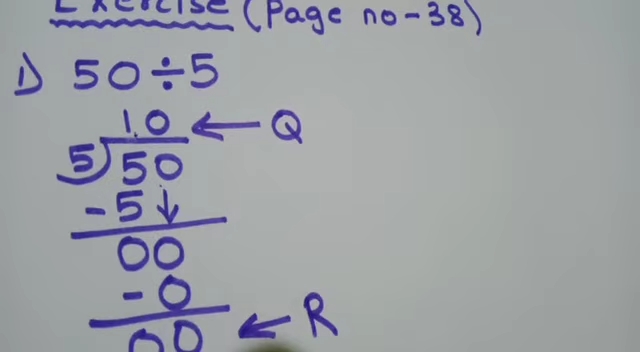 Exercise (Page no-38)
1) 50÷5
10 ← Q
5)50
-5↓
00
-0
00 ← R